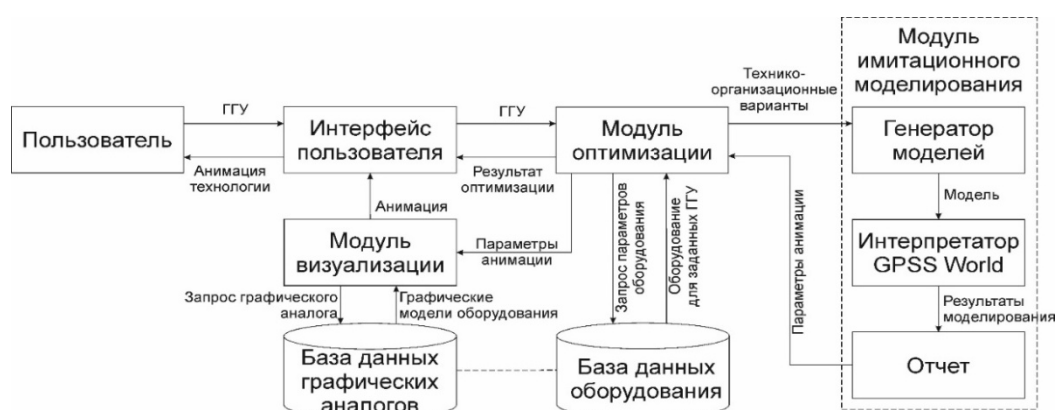 Модуль
имитационного
моделирования
Технико-
организационные
варианты
ГГУ
ГГУ
Пользователь
Интерфейс
пользователя
Модуль
оптимизации
Генератор
моделей
Анимация
технологии
Результат
оптимизации
Анимация
Модель
Модуль
визуализации
Параметры
анимации
Запрос параметров
оборудования
Оборудование
для заданных ГГУ
Параметры анимации
Интерпретатор
GPSS World
Запрос графического
аналога
Графические
модели оборудования
Результаты
моделирования
База данных
графических
аналогов
База данных
оборудования
Отчет